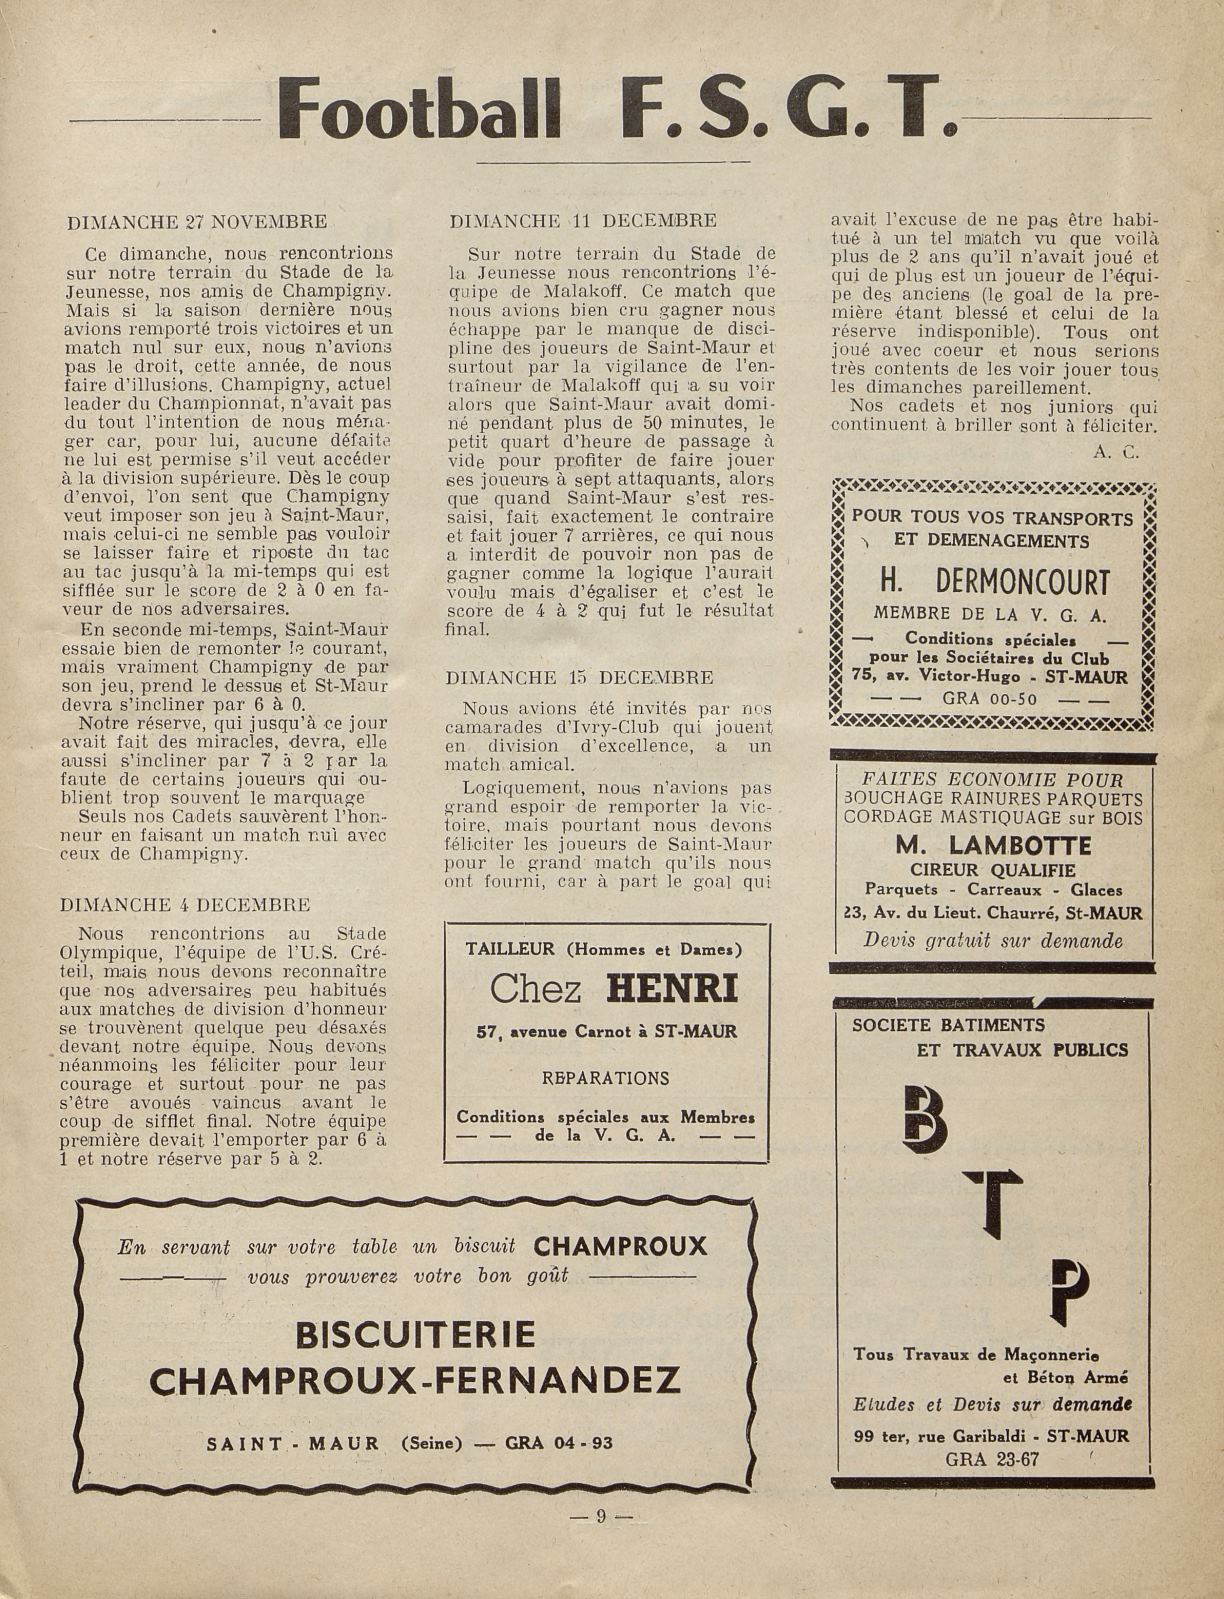 Football F.S.G.T.
DIMANCHE 27 NOVEMBRE
Ce dimanche, nous rencontrions
sur notre terrain du Stade de la
Jeunesse, nos amis de Champigny.
Mais si la saison dernière nous
avions remporté trois victoires et un
match nul sur eux, nous n'avions
pas le droit, cette année, de nous
faire d'illusions. Champigny, actuel
leader du Championnat, n'avait pas
du tout l'intention de nous ména-
ger car, pour lui, aucune défaite
ne lui est permise s'il veut accéder
à la division supérieure. Dès le coup
d'envoi, l'on sent que Champigny
veut imposer son jeu à Saint-Maur,
mais celui-ci ne semble pas vouloir
se laisser faire et riposte du tac
au tac jusqu'à la mi-temps qui est
sifflée sur le score de 2 à 0 en fa-
veur de nos adversaires.
En seconde mi-temps, Saint-Maur
essaie bien de remonter le courant,
mais vraiment Champigny de par
son jeu, prend le dessus et St-Maur
devra s'incliner par 6 à 0.
Notre réserve, qui jusqu'à ce jour
avait fait des miracles, devra, elle
aussi s'incliner par 7 à 2 par la
faute de certains joueurs qui ou-
blient trop souvent le marquage
Seuls nos Cadets sauvèrent l'hon-
neur en faisant un match nul avec
ceux de Champigny.
DIMANCHE 4 DECEMBRE
Nous rencontrions au Stade
Olympique, l'équipe de l'U.S. Cré-
teil, mais nous devons reconnaître
que nos adversaires peu habitués
aux matches de division d'honneur
se trouvèrent quelque peu désaxés
devant notre équipe. Nous devons
néanmoins les féliciter pour leur
courage et surtout pour ne pas
s'être avoués vaincus avant le
coup de sifflet final. Notre équipe
première devait l'emporter par 6 à
1 et notre réserve par 5 à 2.
DIMANCHE 11 DECEMBRE
Sur notre terrain du Stade de
la Jeunesse nous rencontrions l'é-
quipe de Malakoff. Ce match que
nous avions bien cru gagner nous
échappe par le manque de disci-
pline des joueurs de Saint-Maur et
surtout par la vigilance de l'en-
traîneur de Malakoff qui a su voir
alors que Saint-Maur avait domi-
né pendant plus de 50 minutes, le
petit quart d'heure de passage à
vide pour profiter de faire jouer
ses joueurs à sept attaquants, alors
que quand Saint-Maur s'est res-
saisi, fait exactement le contraire
et fait jouer 7 arrières, ce qui nous
a interdit de pouvoir non pas de
gagner comme la logique l'aurait
voulu mais d'égaliser et c'est le
score de 4 à 2 qui fut le résultat
final.
DIMANCHE 15 DECEMBRE
Nous avions été invités par nos
camarades d'Ivry-Club qui jouent
en division d'excellence, a un
match amical.
Logiquement, nous n'avions pas
grand espoir de remporter la vic-
toire, mais pourtant nous devons
féliciter les joueurs de Saint-Maur
pour le grand match qu'ils nous
ont fourni, car à part le goal qui
avait l'excuse de ne pas être habi-
tué à un tel match vu que voilà
plus de 2 ans qu'il n'avait joué et
qui de plus est un joueur de l'équi-
pe des anciens (le goal de la pre-
mière étant blessé et celui de la
réserve indisponible). Tous ont
joué avec coeur et nous serions
très contents de les voir jouer tous
les dimanches pareillement.
Nos cadets et nos juniors qui
continuent à briller sont à féliciter.
A. C.
TAILLEUR (Hommes et Dames)
Chez HENRI
57, avenue Carnot à ST-MAUR
REPARATIONS
Conditions spéciales aux Membres
— — de la V. G. A. — —
POUR TOUS VOS TRANSPORTS
ET DEMENAGEMENTS
H. DERMONCOURT
MEMBRE DE LA V. G. A.
— Conditions spéciales —
pour les Sociétaires du Club
75, av. Victor-Hugo - ST-MAUR
— — GRA 00-50 — —
FAITES ECONOMIE POUR
BOUCHAGE RAINURES PARQUETS
CORDAGE MASTIQUAGE sur BOIS
M. LAMBOTTE
CIREUR QUALIFIE
Parquets - Carreaux - Glaces
23, Av. du Lieut. Chaurré, St-MAUR
Devis gratuit sur demande
SOCIETE BATIMENTS
ET TRAVAUX PUBLICS
B
T
P
Tous Travaux de Maçonnerie
et Béton Armé
Etudes et Devis sur demande
99 ter, rue Garibaldi - ST-MAUR
GRA 23-67
En servant sur votre table un biscuit CHAMPROUX
vous prouverez votre bon goût
BISCUITERIE
CHAMPROUX-FERNANDEZ
SAINT - MAUR (Seine) — GRA 04-93
— 9 —